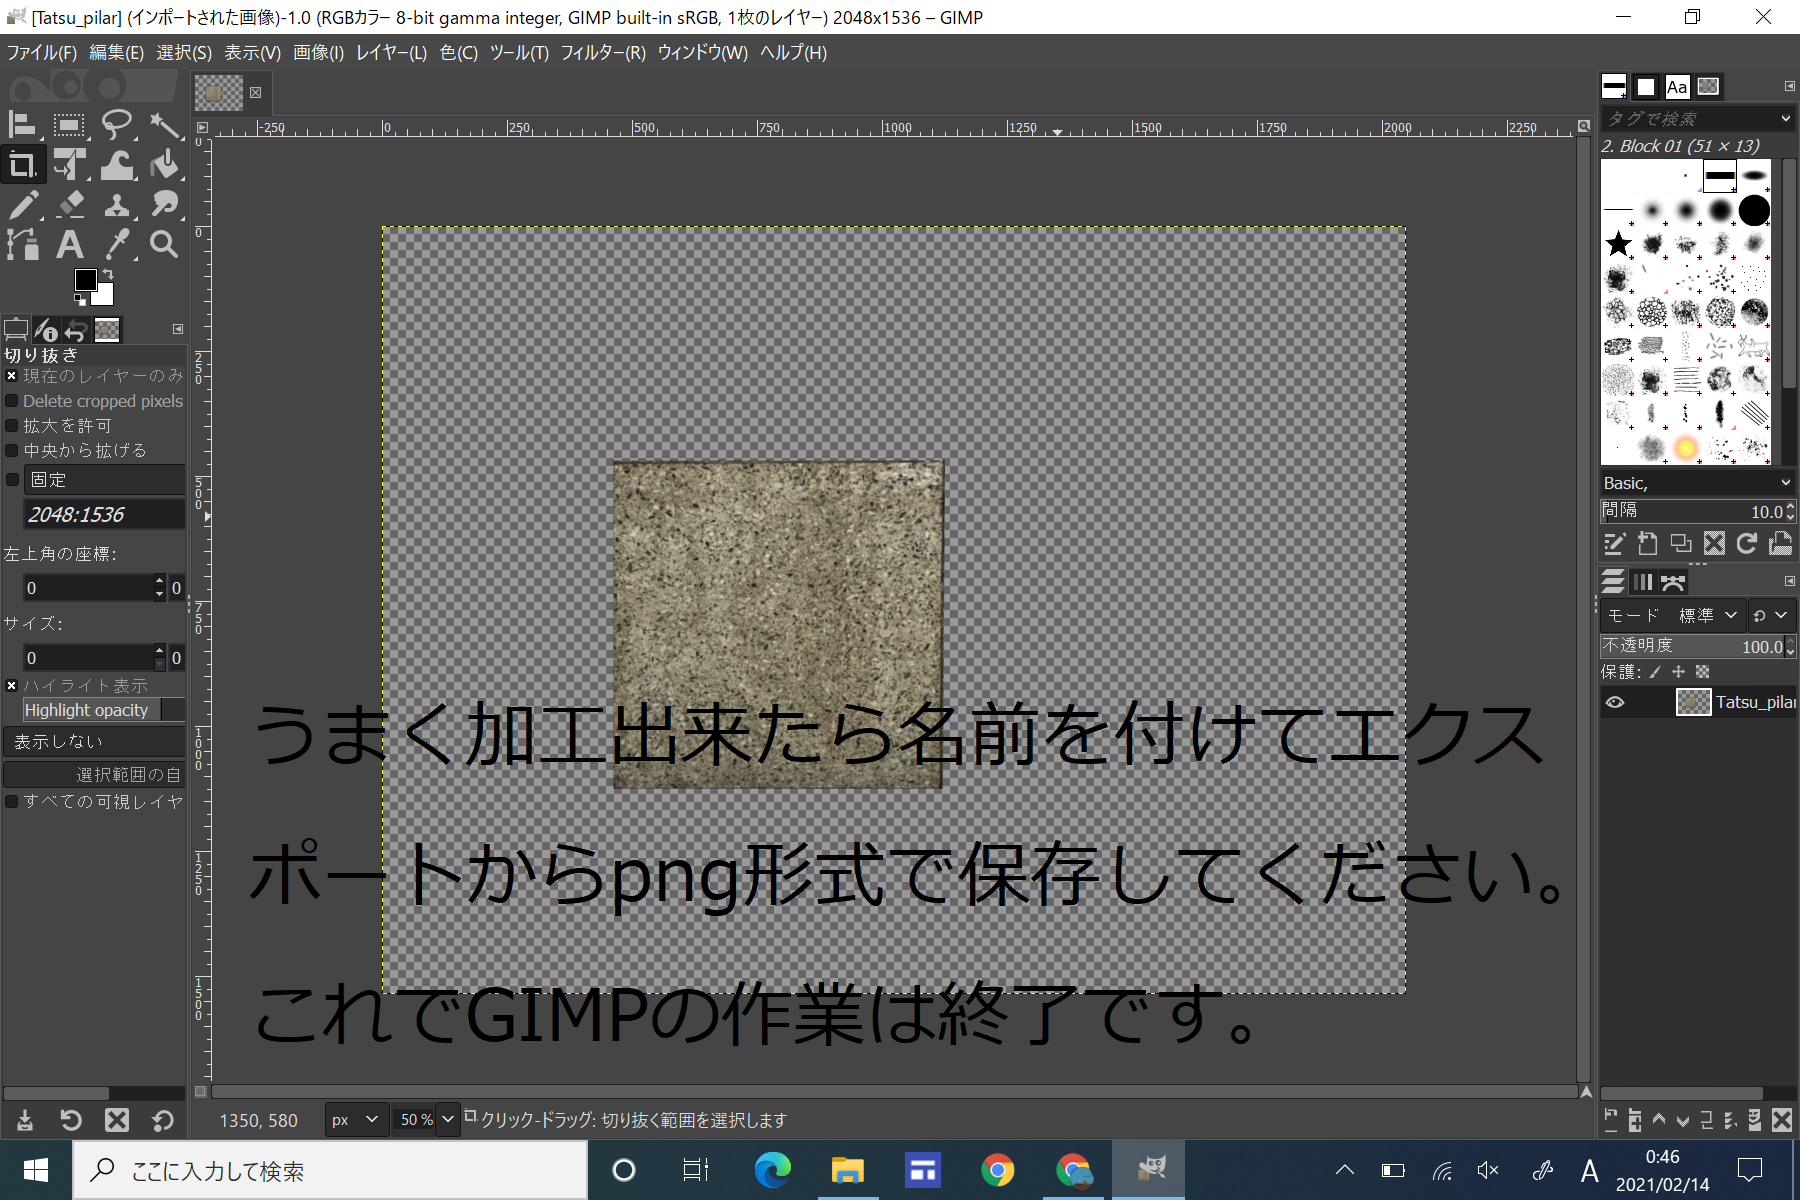 [Tatsu_pilar] (インポートされた画像)-1.0 (RGBカラー 8-bit gamma integer, GIMP built-in sRGB, 1枚のレイヤー) 2048x1536 – GIMP
ファイル(F) 編集(E) 選択(S) 表示(V) 画像(I) レイヤー(L) 色(C) ツール(T) フィルター(R) ウィンドウ(W) ヘルプ(H)
-250 0 250 500 750 1000 1250 1500 1750 2000 2250
0
0
250
500
750
1000
1250
1500
切り抜き
現在のレイヤーのみ
Delete cropped pixels
拡大を許可
中央から拡げる
固定
2048:1536
左上角の座標:
0 0
サイズ:
0 0
ハイライト表示
Highlight opacity
表示しない
選択範囲の自
すべての可視レイヤ
うまく加工出来たら名前を付けてエクス
ポートからpng形式で保存してください。
これでGIMPの作業は終了です。
1350, 580 px 50 % クリック-ドラッグ: 切り抜く範囲を選択します
Aa
タグで検索
2. Block 01 (51 × 13)
Basic,
間隔 10.0
モード 標準
不透明度 100.0
保護:
Tatsu_pilar
ここに入力して検索
A
0:46
2021/02/14